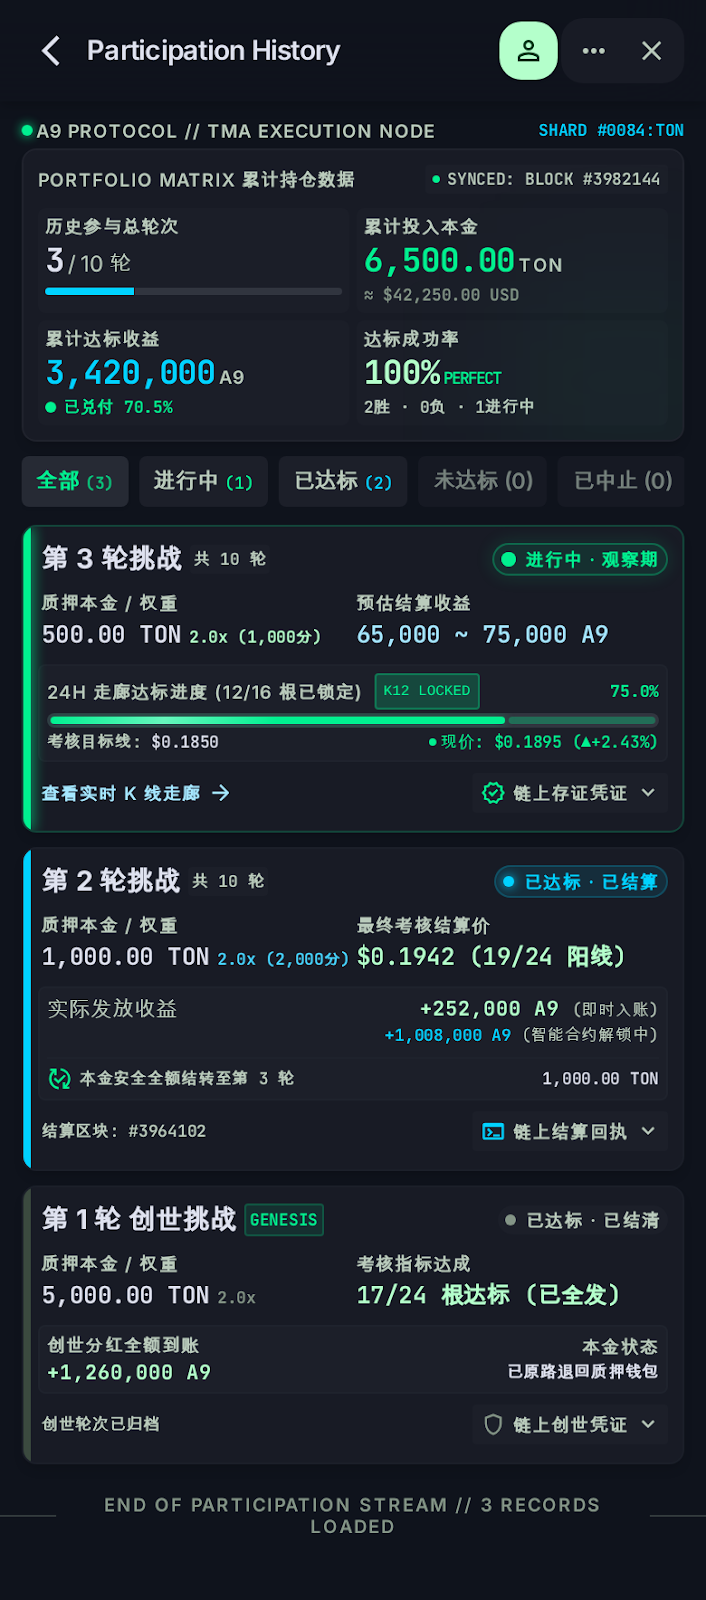 Participation History
A9 PROTOCOL // TMA EXECUTION NODE
SHARD #0084:TON
PORTFOLIO MATRIX 累计持仓数据
SYNCED: BLOCK #3982144
历史参与总轮次
3 / 10 轮
累计投入本金
6,500.00 TON
≈ $42,250.00 USD
累计达标收益
3,420,000 A9
已兑付 70.5%
达标成功率
100% PERFECT
2胜 · 0负 · 1进行中
全部 (3)
进行中 (1)
已达标 (2)
未达标 (0)
已中止 (0)
第 3 轮挑战 共 10 轮
进行中 · 观察期
质押本金 / 权重
500.00 TON 2.0x (1,000分)
预估结算收益
65,000 ~ 75,000 A9
24H 走廊达标进度 (12/16 根已锁定)
K12 LOCKED
75.0%
考核目标线: $0.1850
现价: $0.1895 (▲+2.43%)
查看实时 K 线走廊 →
链上存证凭证
第 2 轮挑战 共 10 轮
已达标 · 已结算
质押本金 / 权重
1,000.00 TON 2.0x (2,000分)
最终考核结算价
$0.1942 (19/24 阳线)
实际发放收益
+252,000 A9 (即时入账)
+1,008,000 A9 (智能合约解锁中)
本金安全全额结转至第 3 轮
1,000.00 TON
结算区块: #3964102
链上结算回执
第 1 轮 创世挑战 GENESIS
已达标 · 已结清
质押本金 / 权重
5,000.00 TON 2.0x
考核指标达成
17/24 根达标 (已全发)
创世分红全额到账
+1,260,000 A9
本金状态
已原路退回质押钱包
创世轮次已归档
链上创世凭证
END OF PARTICIPATION STREAM // 3 RECORDS
LOADED